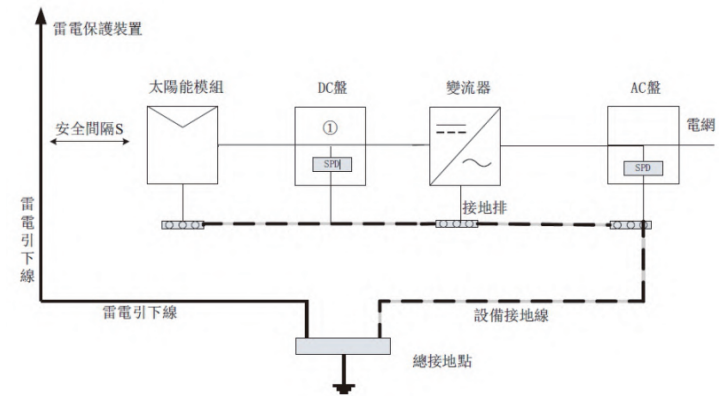 雷電保護裝置
太陽能模組
DC盤
變流器
AC盤
安全間隔S
①
SPD
SPD
電網
接地排
雷電引下線
雷電引下線
設備接地線
總接地點